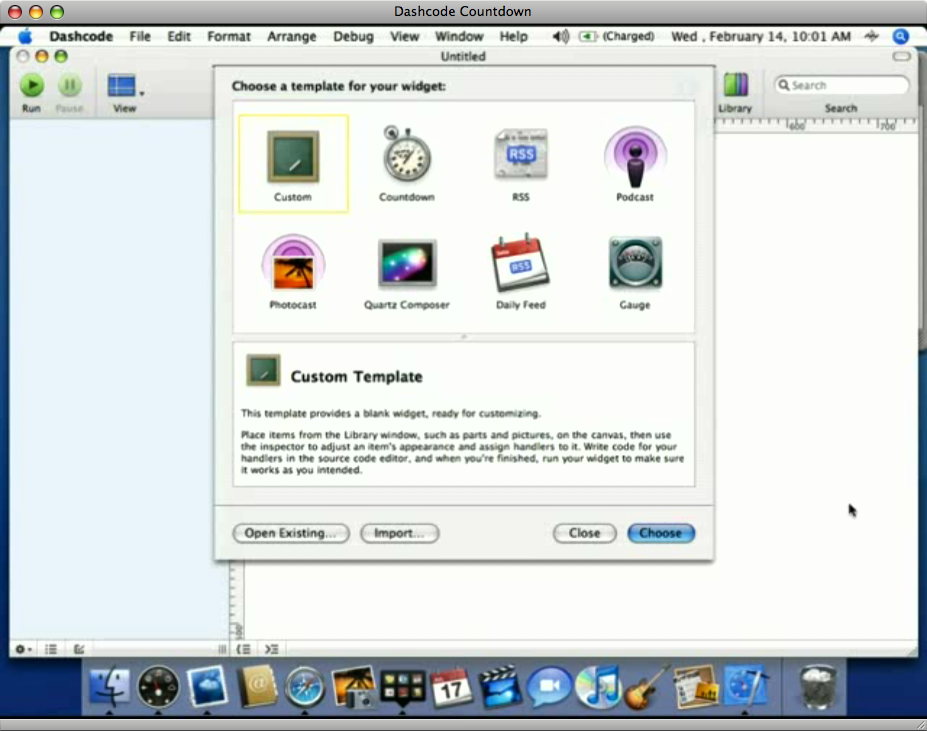 Dashcode Countdown
Dashcode File Edit Format Arrange Debug View Window Help (Charged) Wed , February 14, 10:01 AM
Untitled
Run Pause View Library Search
Search
600 700
Choose a template for your widget:
Custom Countdown RSS Podcast
RSS
Photocast Quartz Composer Daily Feed Gauge
RSS
Custom Template
This template provides a blank widget, ready for customizing.
Place items from the Library window, such as parts and pictures, on the canvas, then use
the inspector to adjust an item's appearance and assign handlers to it. Write code for your
handlers in the source code editor, and when you're finished, run your widget to make sure
it works as you intended.
Open Existing... Import... Close Choose
17